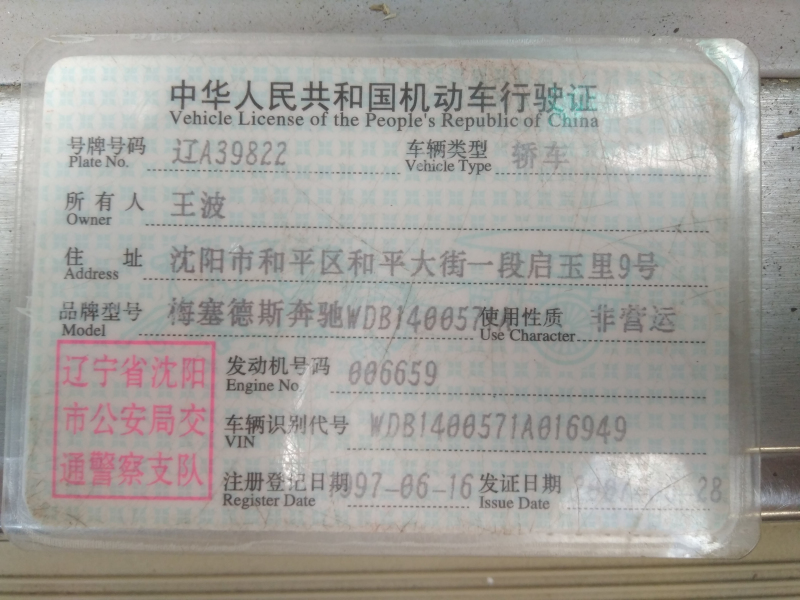 中华人民共和国机动车行驶证
Vehicle License of the People's Republic of China
号牌号码 辽A39822 车辆类型 轿车
Plate No. Vehicle Type
所有人 王波
Owner
住址 沈阳市和平区和平大街一段启玉里9号
Address
品牌型号 梅塞德斯奔驰WDB1400571A 使用性质 非营运
Model Use Character
辽宁省沈阳
市公安局交
通警察支队
发动机号码 006659
Engine No.
车辆识别代号 WDB1400571A016949
VIN
注册登记日期 1997-06-16 发证日期 28
Register Date Issue Date